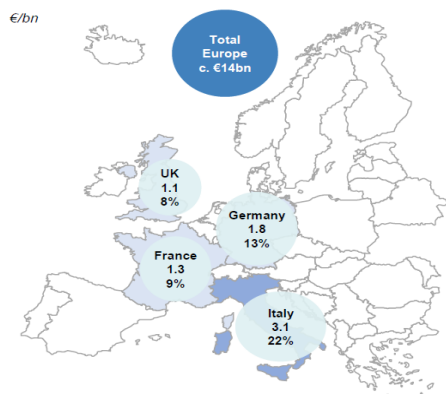 €/bn
Total
Europe
c. €14bn
UK
1.1
8%
Germany
1.8
13%
France
1.3
9%
Italy
3.1
22%